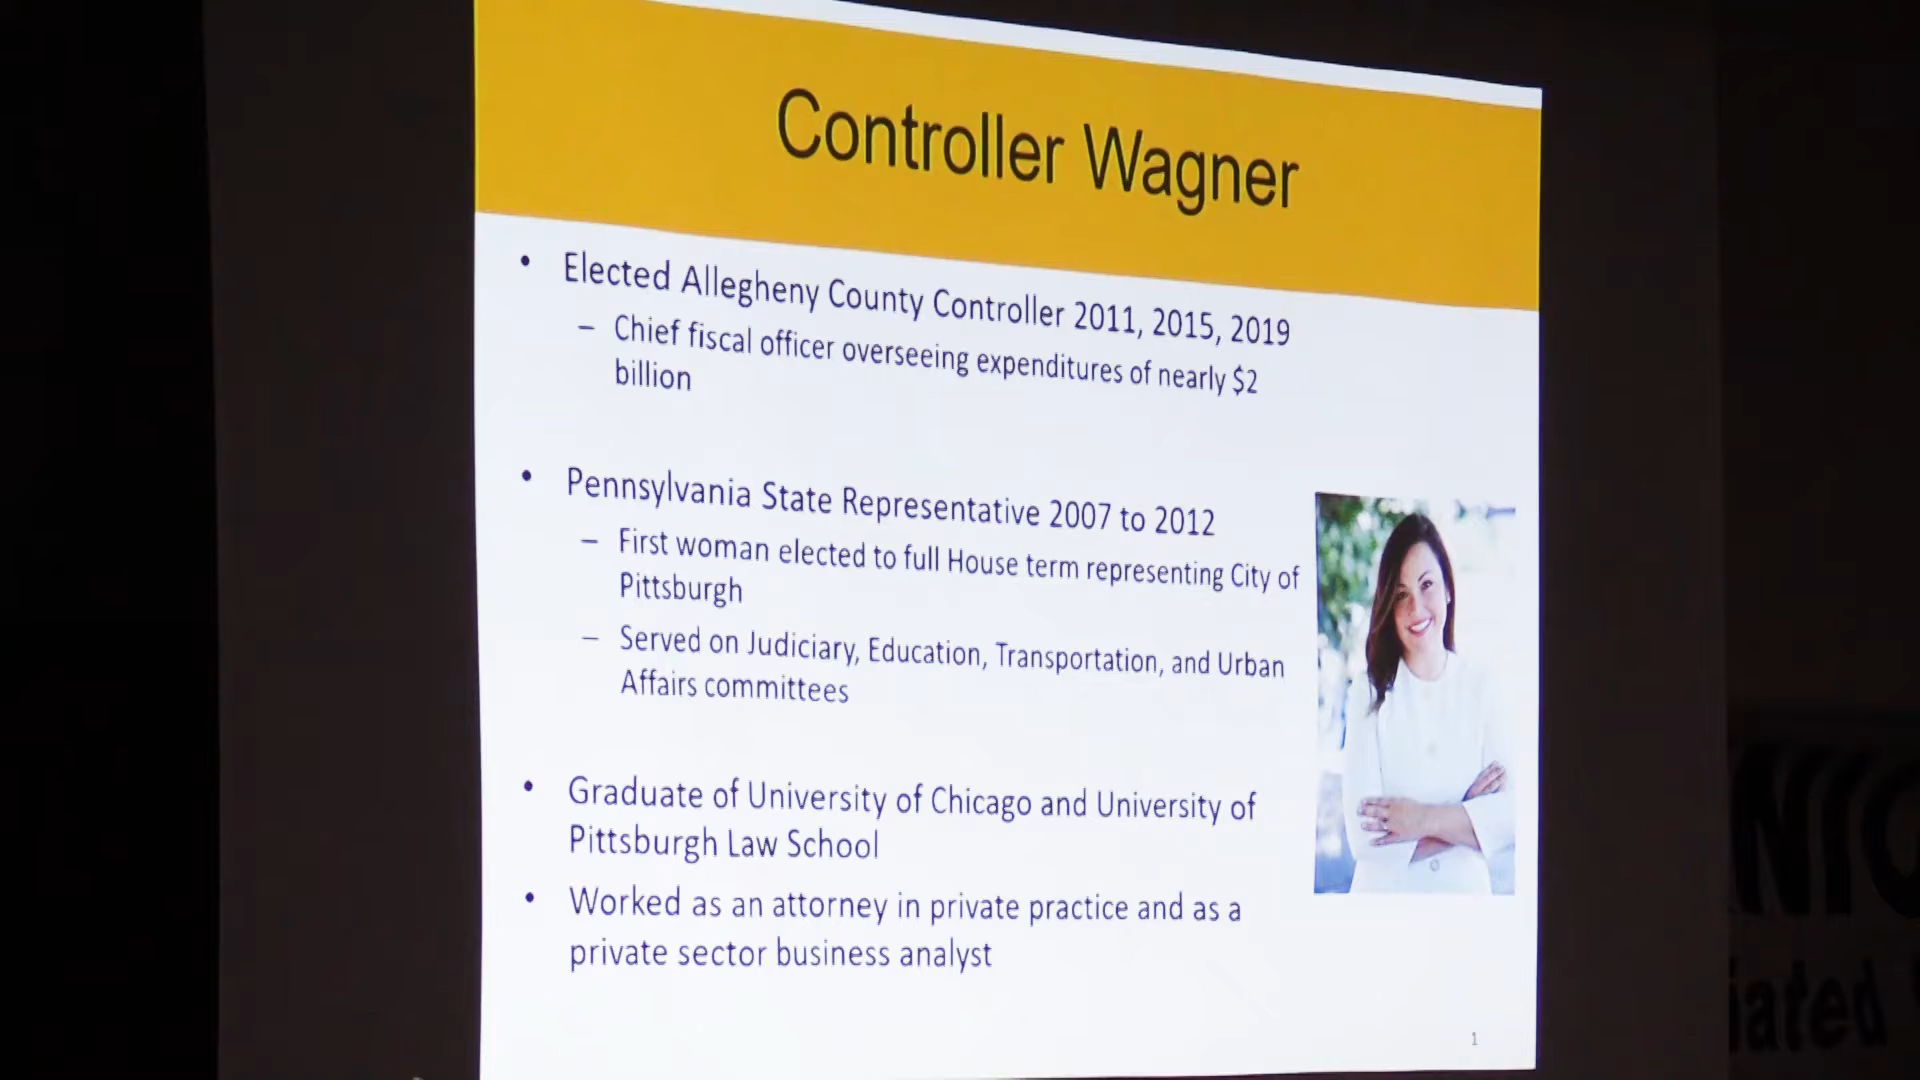 Controller Wagner
• Elected Allegheny County Controller 2011, 2015, 2019
– Chief fiscal officer overseeing expenditures of nearly $2
billion
• Pennsylvania State Representative 2007 to 2012
– First woman elected to full House term representing City of
Pittsburgh
– Served on Judiciary, Education, Transportation, and Urban
Affairs committees
• Graduate of University of Chicago and University of
Pittsburgh Law School
• Worked as an attorney in private practice and as a
private sector business analyst
1